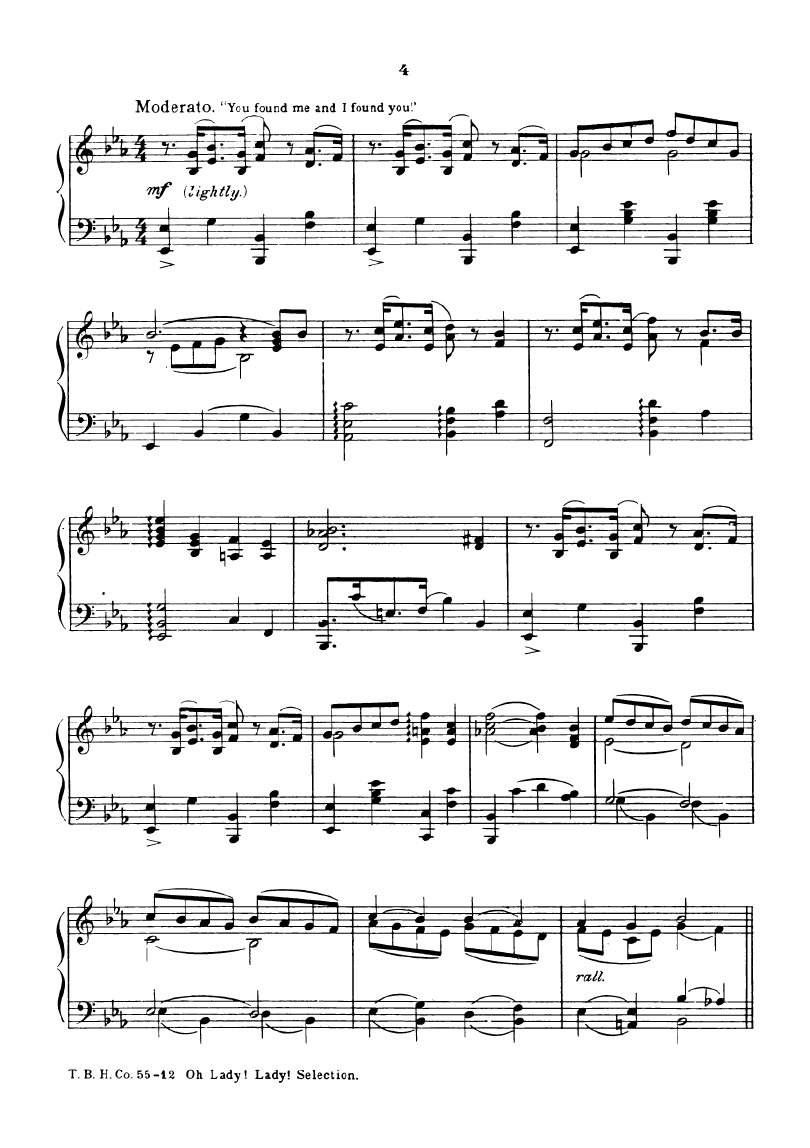 4
Moderato. "You found me and I found you."
mf (lightly.)
rall.
T. B. H. Co. 55-12 Oh Lady! Lady! Selection.